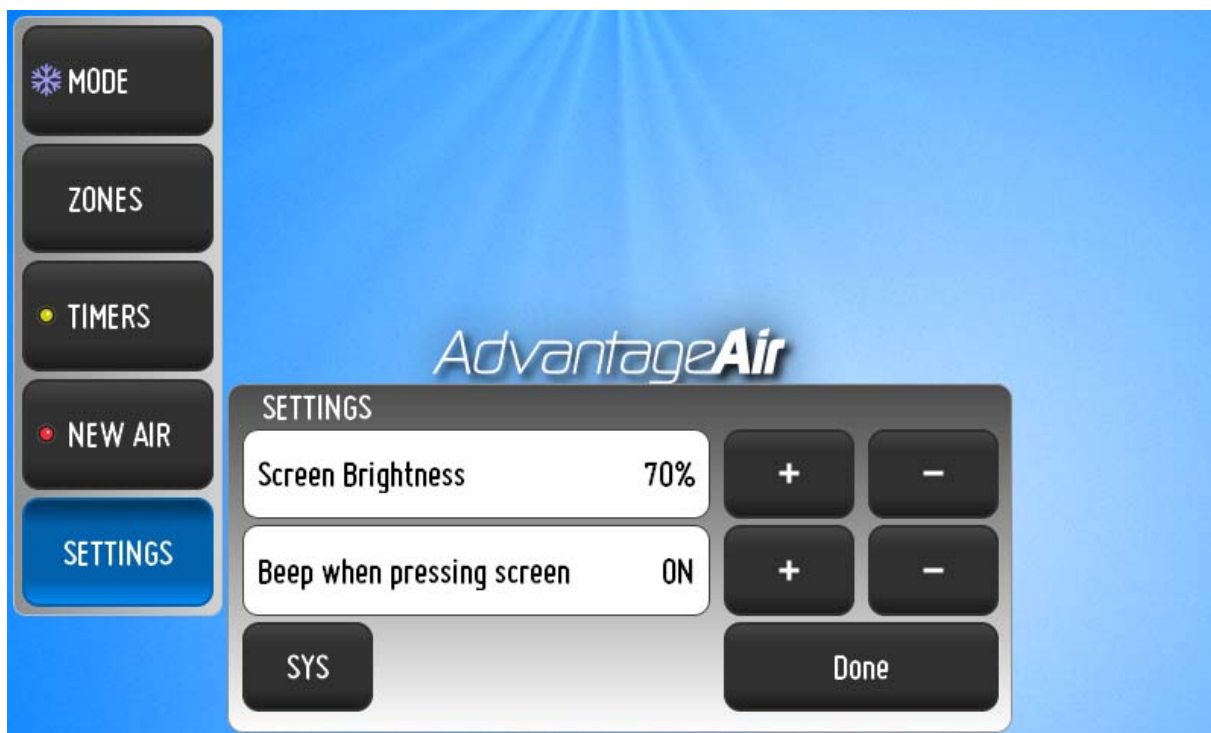 MODE
ZONES
TIMERS
NEW AIR
SETTINGS
AdvantageAir
SETTINGS
Screen Brightness 70% + −
Beep when pressing screen ON + −
SYS Done